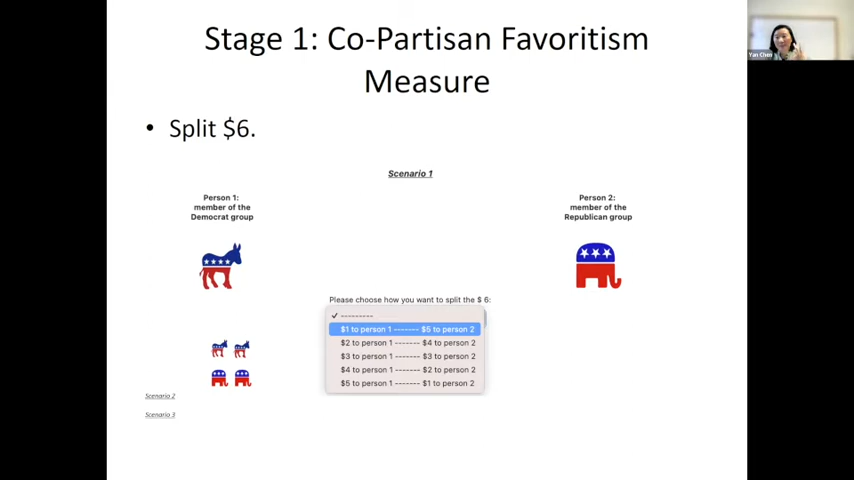 Stage 1: Co-Partisan Favoritism
Measure
Yan Chen
• Split $6.
Scenario 1
Person 1:
member of the
Democrat group
Person 2:
member of the
Republican group
Please choose how you want to split the $ 6:
✓ ---------
$1 to person 1 ------- $5 to person 2
$2 to person 1 ------- $4 to person 2
$3 to person 1 ------- $3 to person 2
$4 to person 1 ------- $2 to person 2
$5 to person 1 ------- $1 to person 2
Scenario 2
Scenario 3